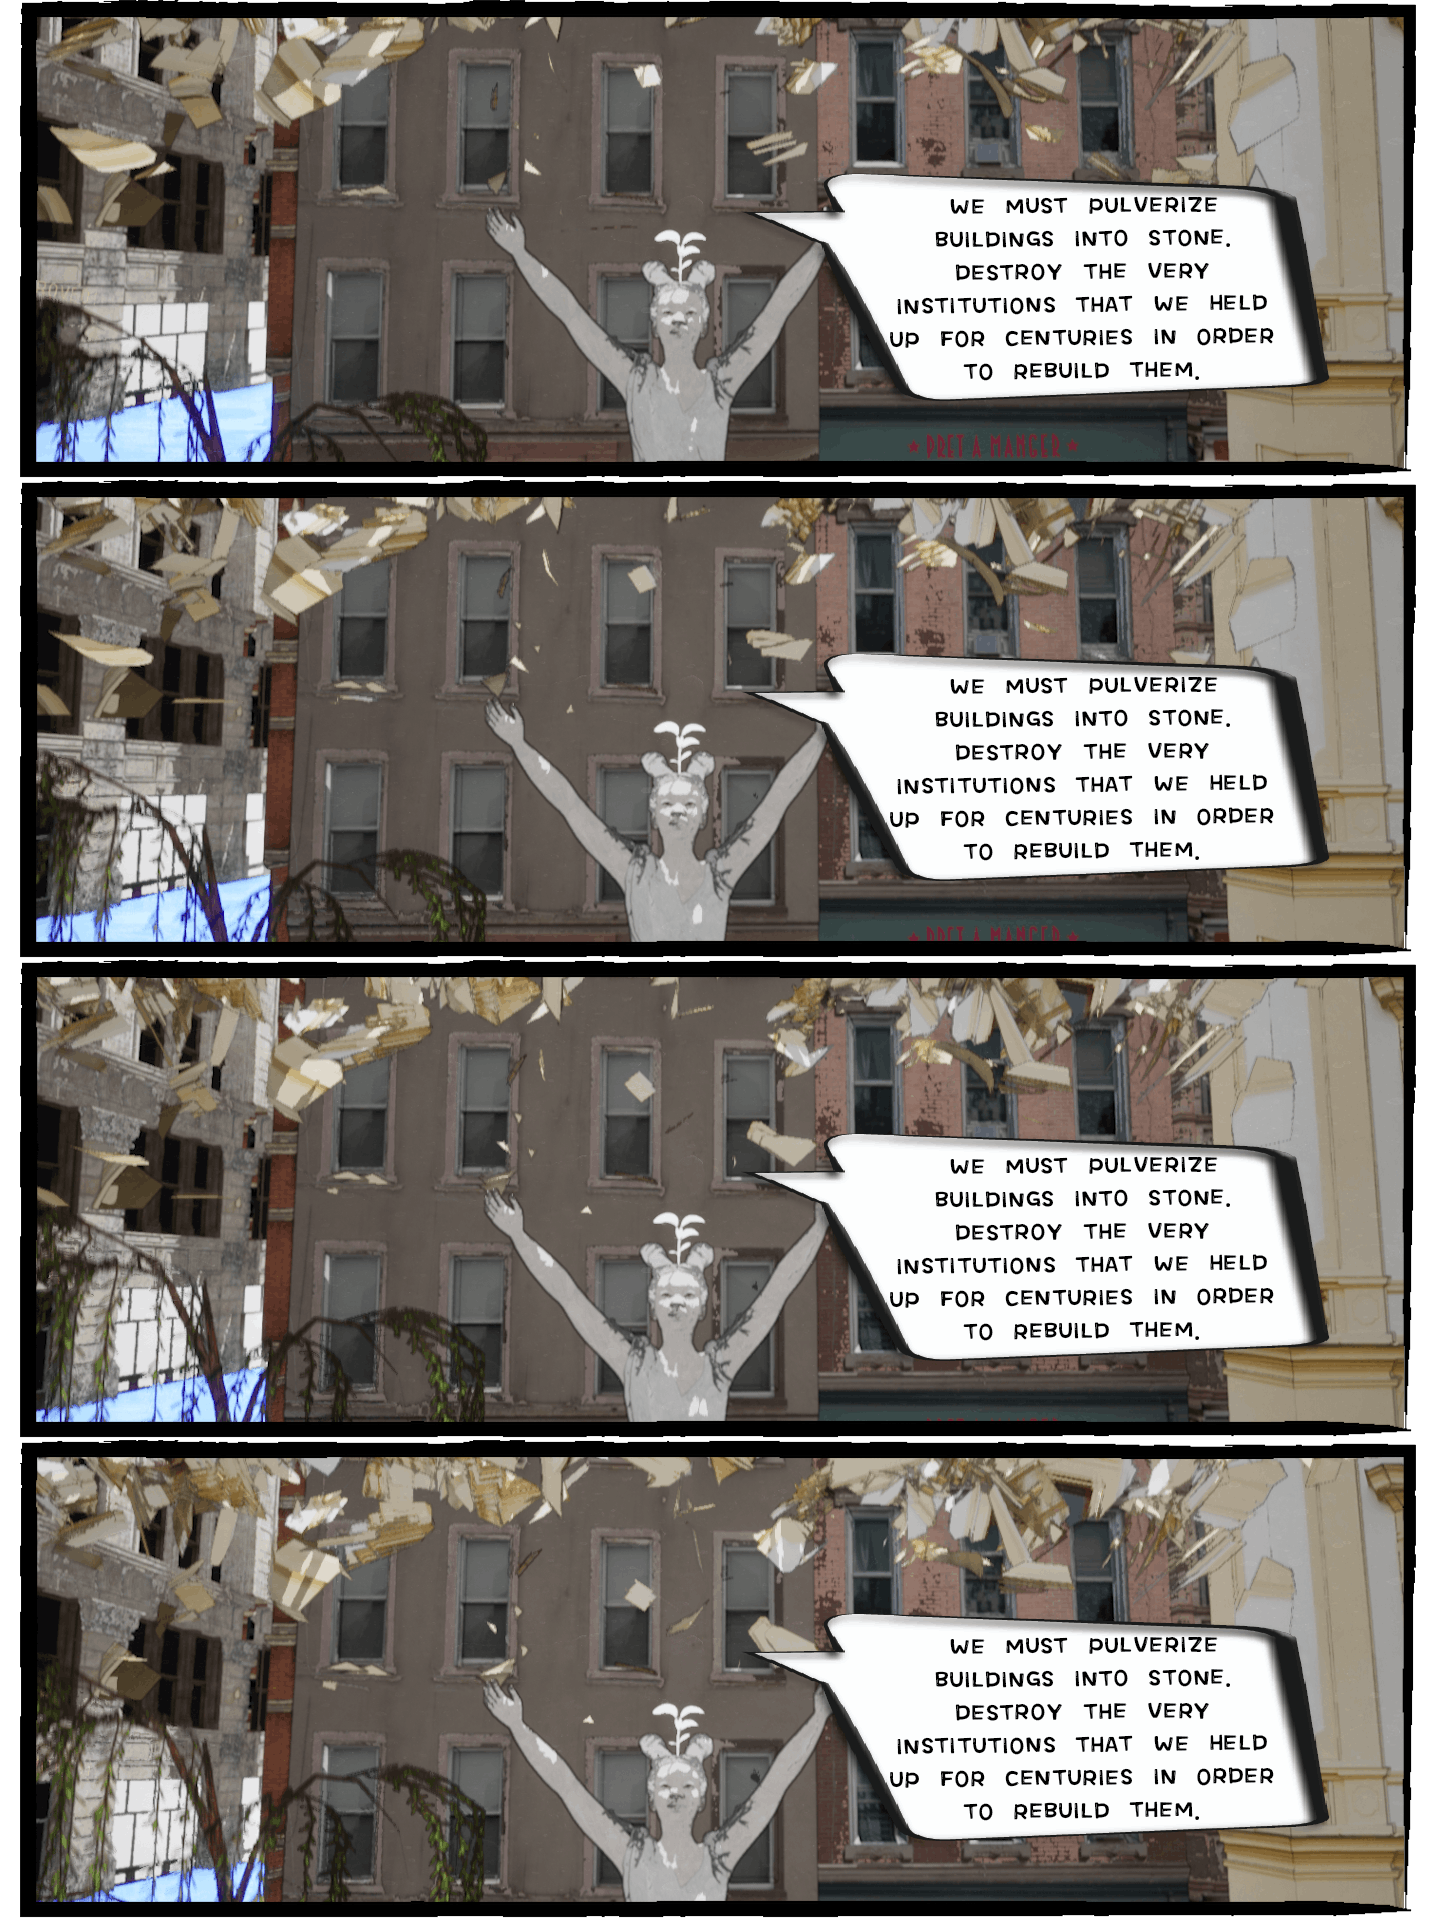 WE MUST PULVERIZE
BUILDINGS INTO STONE.
DESTROY THE VERY
INSTITUTIONS THAT WE HELD
UP FOR CENTURIES IN ORDER
TO REBUILD THEM.
PRET A MANGER
WE MUST PULVERIZE
BUILDINGS INTO STONE.
DESTROY THE VERY
INSTITUTIONS THAT WE HELD
UP FOR CENTURIES IN ORDER
TO REBUILD THEM.
PRET A MANGER
WE MUST PULVERIZE
BUILDINGS INTO STONE.
DESTROY THE VERY
INSTITUTIONS THAT WE HELD
UP FOR CENTURIES IN ORDER
TO REBUILD THEM.
WE MUST PULVERIZE
BUILDINGS INTO STONE.
DESTROY THE VERY
INSTITUTIONS THAT WE HELD
UP FOR CENTURIES IN ORDER
TO REBUILD THEM.